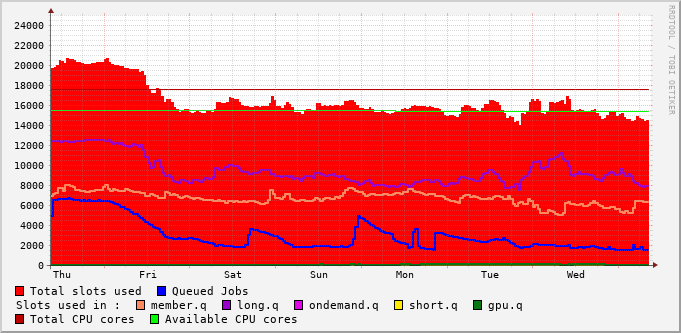 RRDTOOL / TOBI OETIKER
24000
22000
20000
18000
16000
14000
12000
10000
8000
6000
4000
2000
0
Thu Fri Sat Sun Mon Tue Wed
Total slots used Queued Jobs
Slots used in : member.q long.q ondemand.q short.q gpu.q
Total CPU cores Available CPU cores